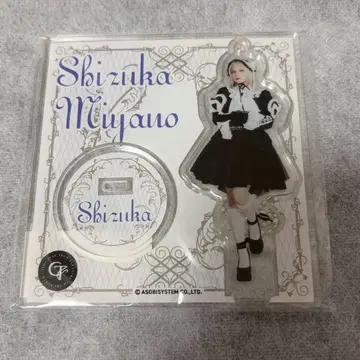 Shizuka
Miyano
Shizuka
© ASOBISYSTEM CO.,LTD.